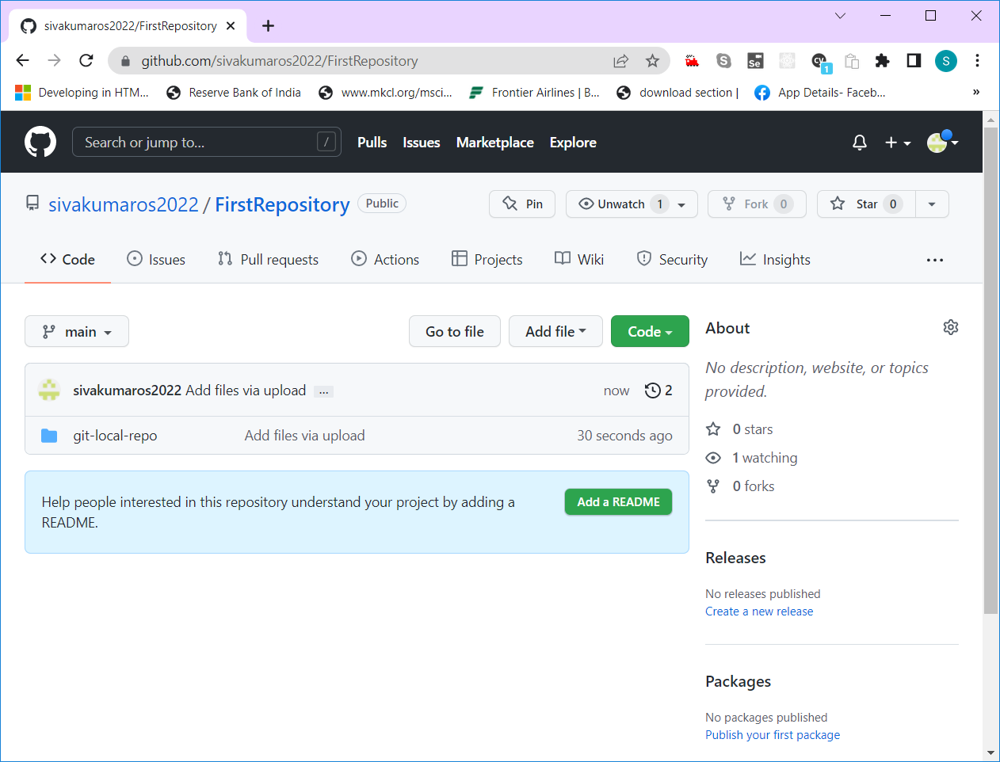 sivakumaros2022/FirstRepository
github.com/sivakumaros2022/FirstRepository
Se
cy
1
S
Developing in HTM...
Reserve Bank of India
www.mkcl.org/msci...
Frontier Airlines | B...
download section |
App Details- Faceb...
»
Search or jump to...
/
Pulls
Issues
Marketplace
Explore
sivakumaros2022 / FirstRepository
Public
Pin
Unwatch 1
Fork 0
Star 0
Code
Issues
Pull requests
Actions
Projects
Wiki
Security
Insights
...
main
Go to file
Add file
Code
sivakumaros2022 Add files via upload ...
now
2
git-local-repo
Add files via upload
30 seconds ago
Help people interested in this repository understand your project by adding a
README.
Add a README
About
No description, website, or topics
provided.
0 stars
1 watching
0 forks
Releases
No releases published
Create a new release
Packages
No packages published
Publish your first package